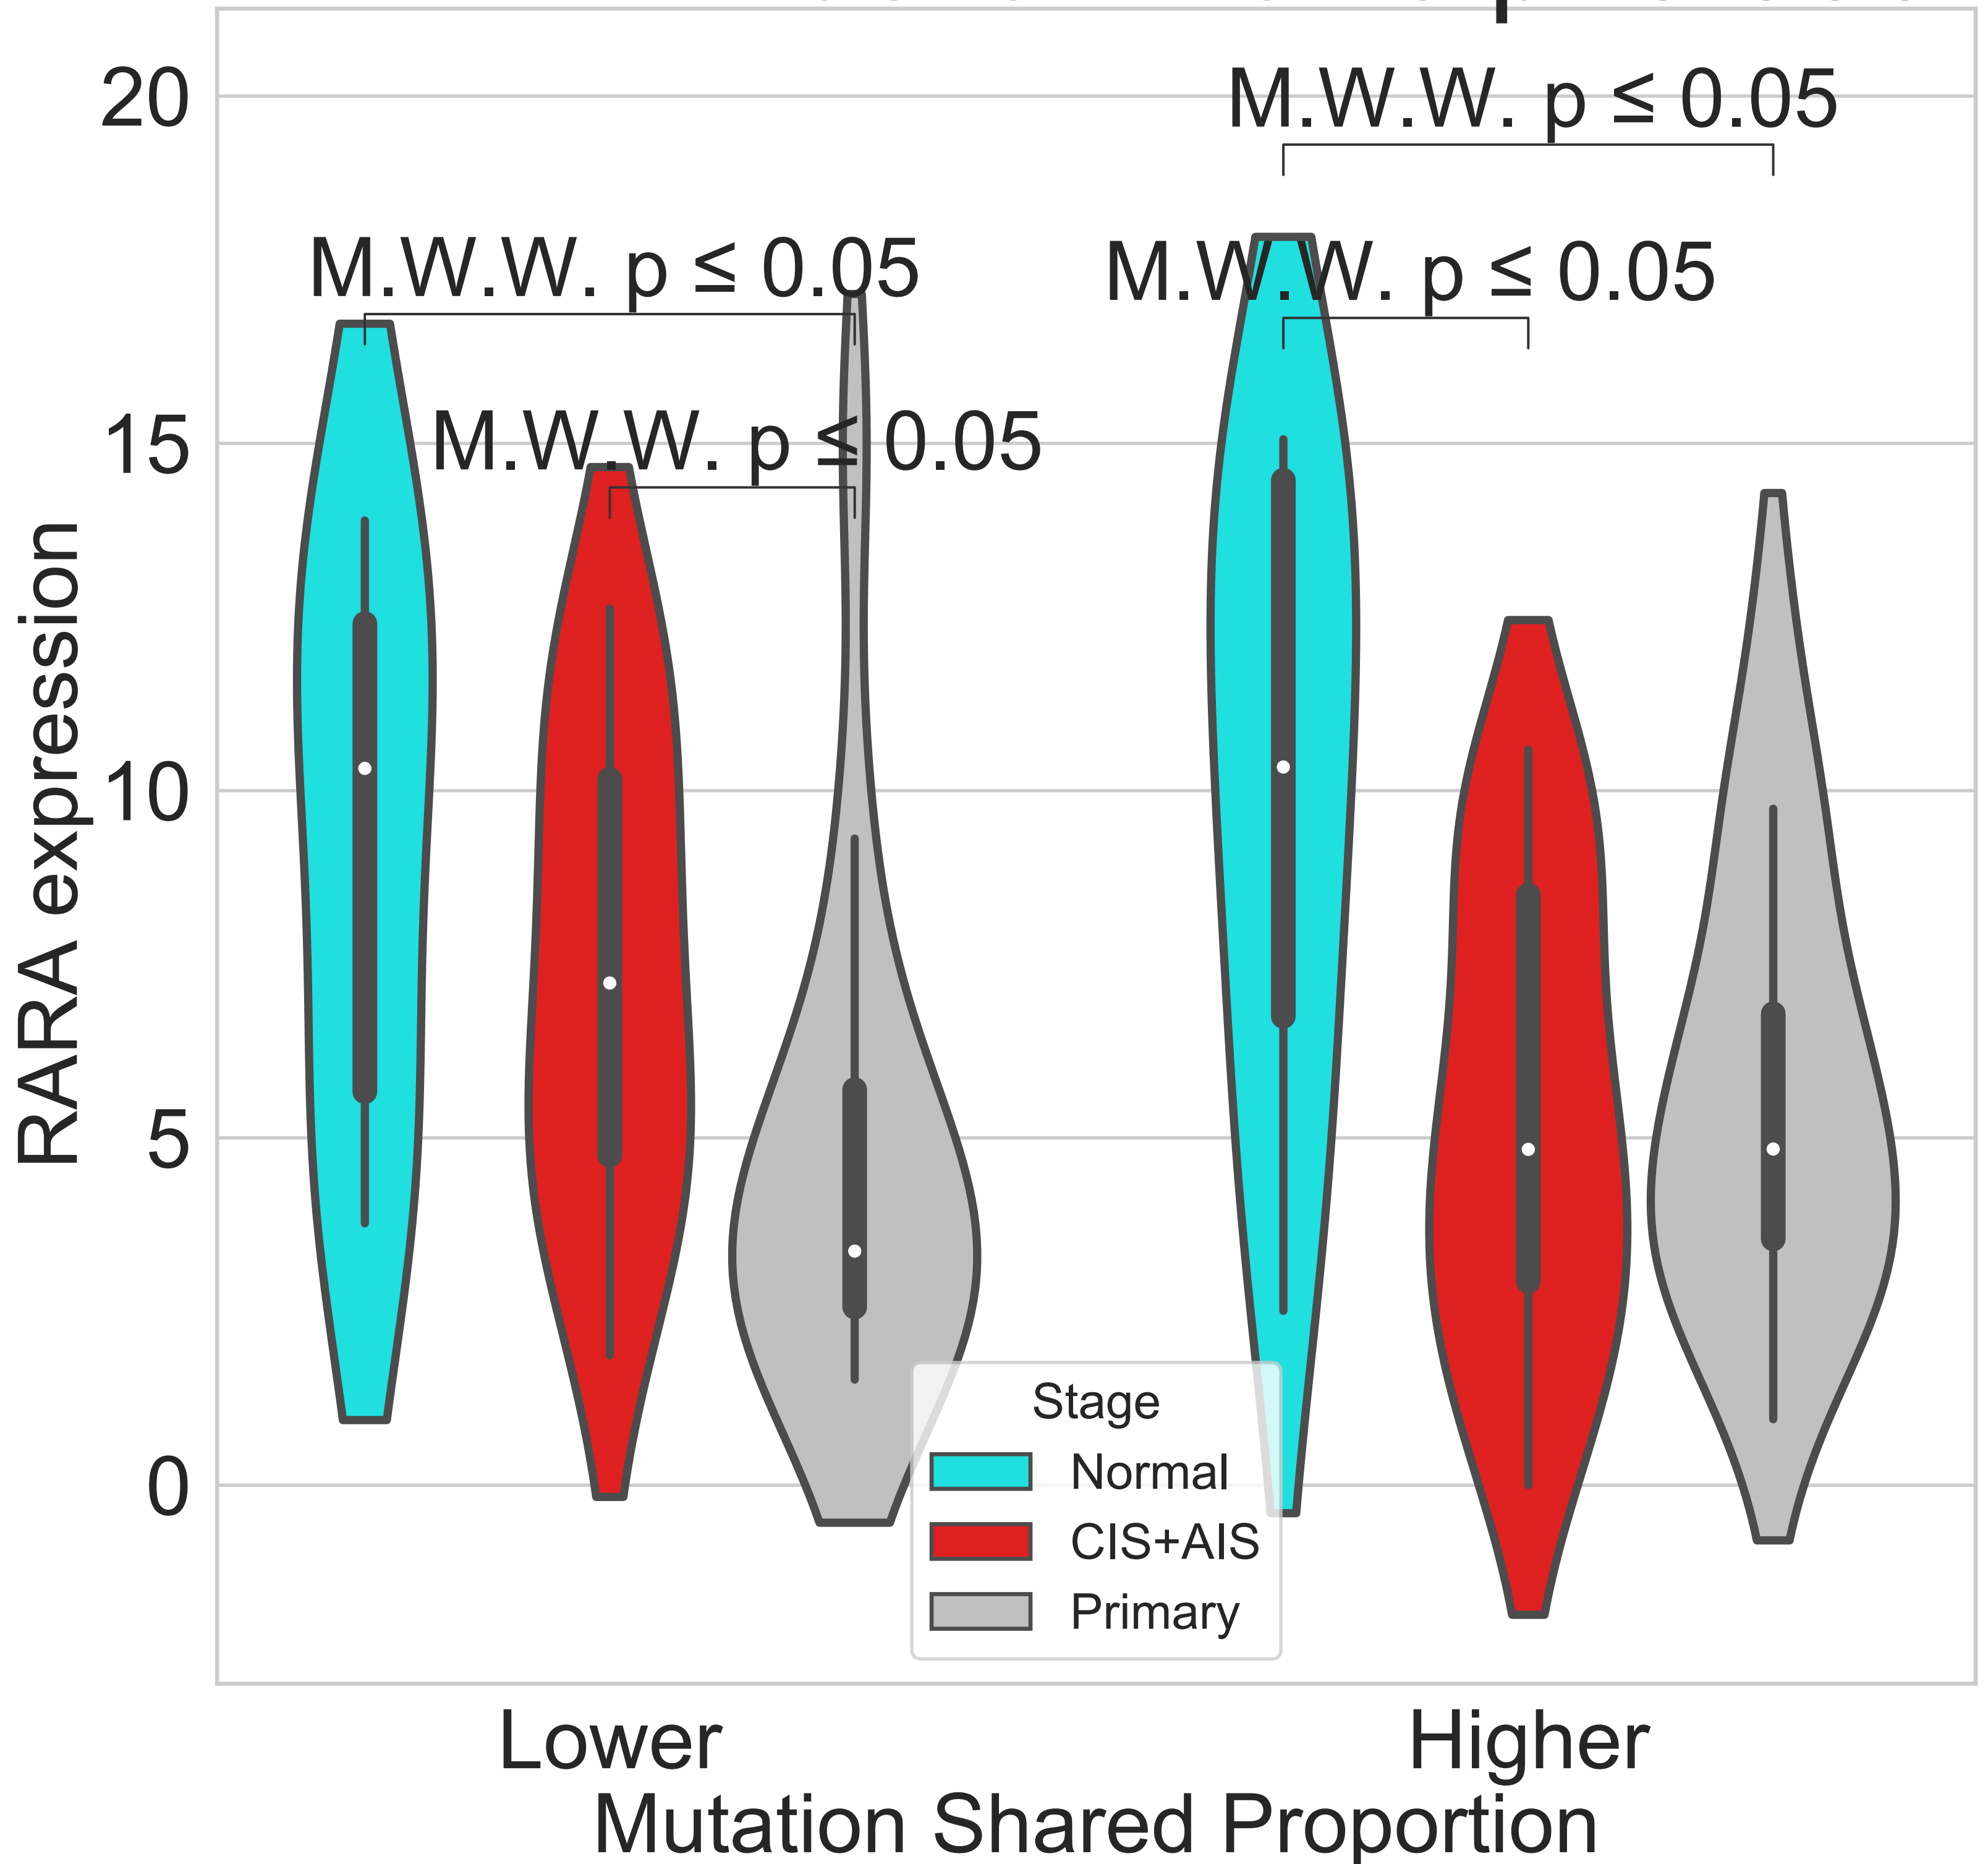 20
M.W.W. p ≤ 0.05
M.W.W. p ≤ 0.05
M.W.W. p ≤ 0.05
15
M.W.W. p ≤ 0.05
RARA expression
10
5
0
Stage
Normal
CIS+AIS
Primary
Lower
Higher
Mutation Shared Proportion